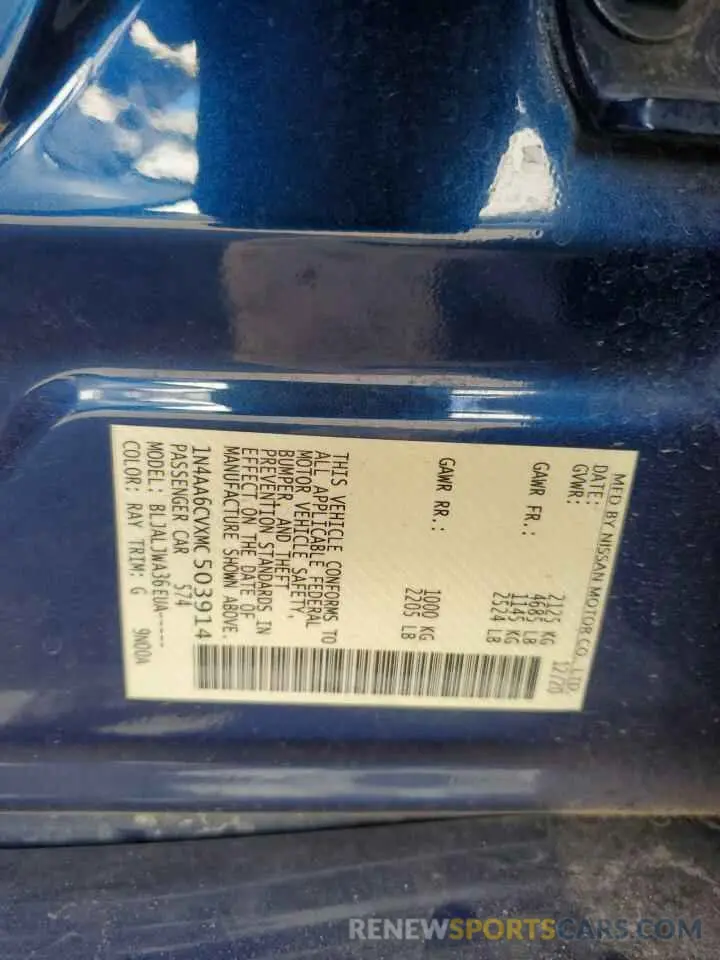 MFD BY NISSAN MOTOR CO., LTD.
DATE: 12/20
GVWR: 2125 KG
4685 LB
GAWR FR.: 1145 KG
2524 LB
GAWR RR.: 1000 KG
2205 LB
THIS VEHICLE CONFORMS TO
ALL APPLICABLE FEDERAL
MOTOR VEHICLE SAFETY,
BUMPER, AND THEFT
PREVENTION STANDARDS IN
EFFECT ON THE DATE OF
MANUFACTURE SHOWN ABOVE.
1N4AA6CVXMC503914
PASSENGER CAR 574
MODEL: BLJALJWA36EUA-----
COLOR: RAY TRIM: G 9N00A
RENEWSPORTSCARS.COM